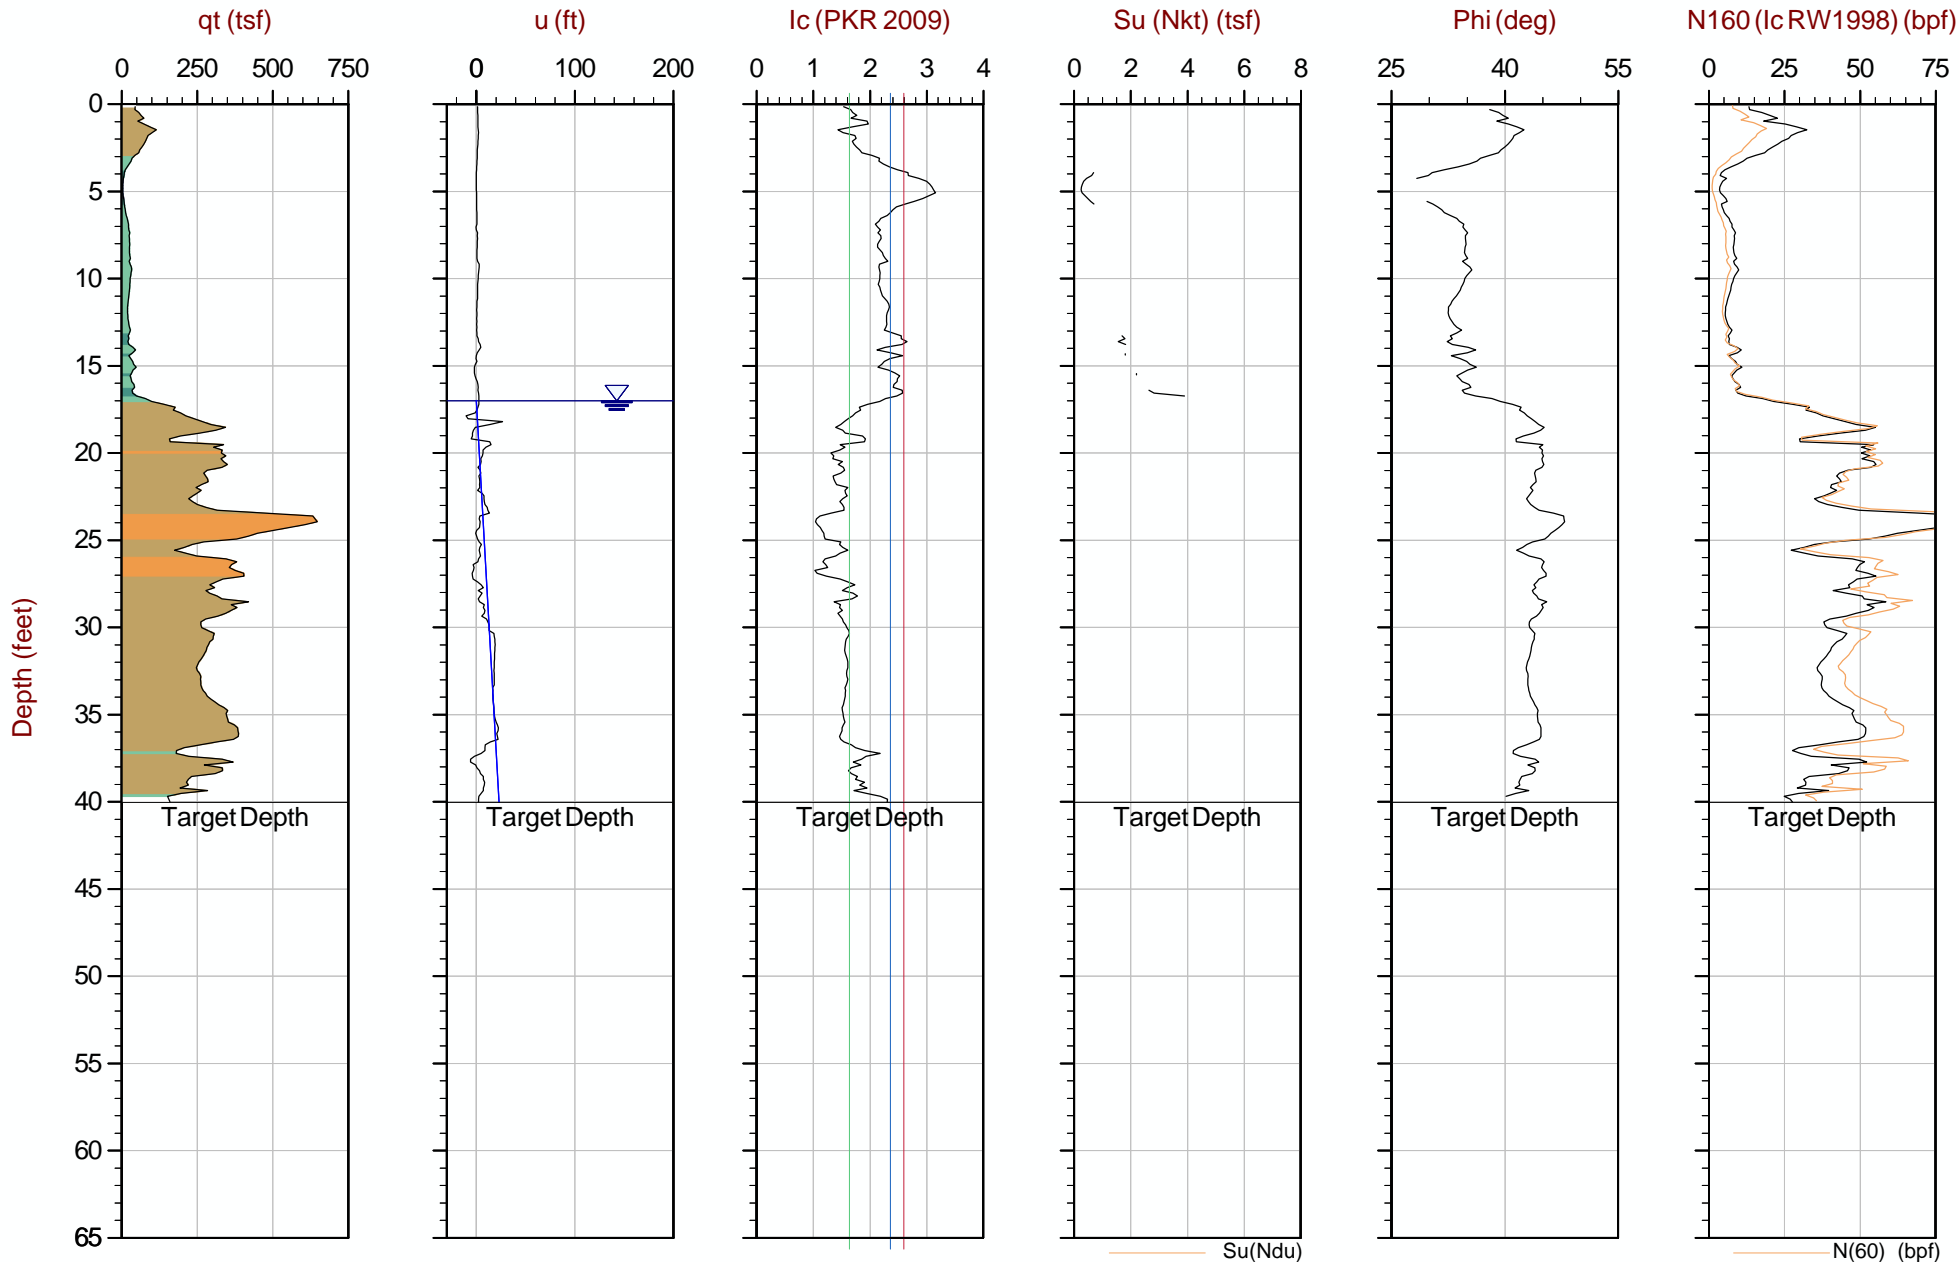 qt (tsf)
u (ft)
Ic (PKR 2009)
Su (Nkt) (tsf)
Phi (deg)
N160 (Ic RW1998) (bpf)
0 250 500 750
0 100 200
0 1 2 3 4
0 2 4 6 8
25 40 55
0 25 50 75
0
5
10
15
20
25
30
35
40
45
50
55
60
65
Depth (feet)
Target Depth
Target Depth
Target Depth
Target Depth
Target Depth
Target Depth
Su(Ndu)
N(60) (bpf)